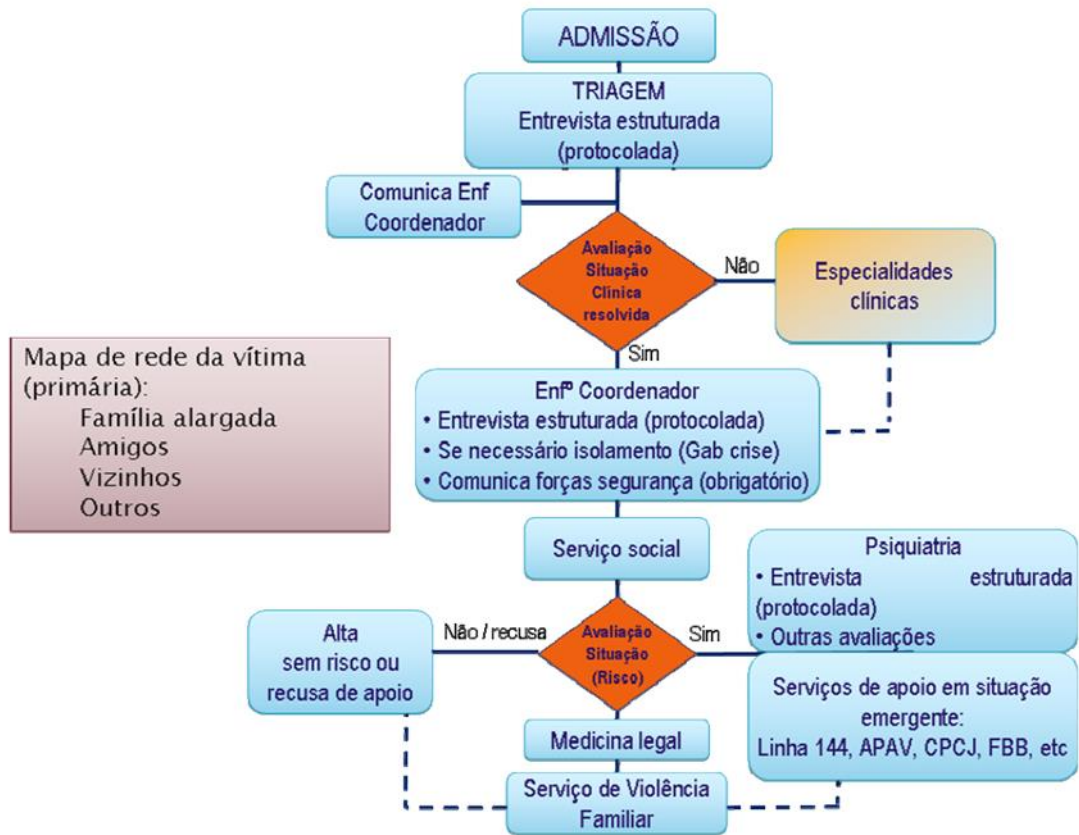 ADMISSÃO
TRIAGEM
Entrevista estruturada
(protocolada)
Comunica Enf
Coordenador
Avaliação
Situação
Clínica
resolvida
Não
Especialidades
clínicas
Sim
Mapa de rede da vítima
(primária):
Família alargada
Amigos
Vizinhos
Outros
Enfº Coordenador
• Entrevista estruturada (protocolada)
• Se necessário isolamento (Gab crise)
• Comunica forças segurança (obrigatório)
Serviço social
Psiquiatria
• Entrevista estruturada
(protocolada)
• Outras avaliações
Alta
sem risco ou
recusa de apoio
Não / recusa
Avaliação
Situação
(Risco)
Sim
Serviços de apoio em situação
emergente:
Linha 144, APAV, CPCJ, FBB, etc
Medicina legal
Serviço de Violência
Familiar